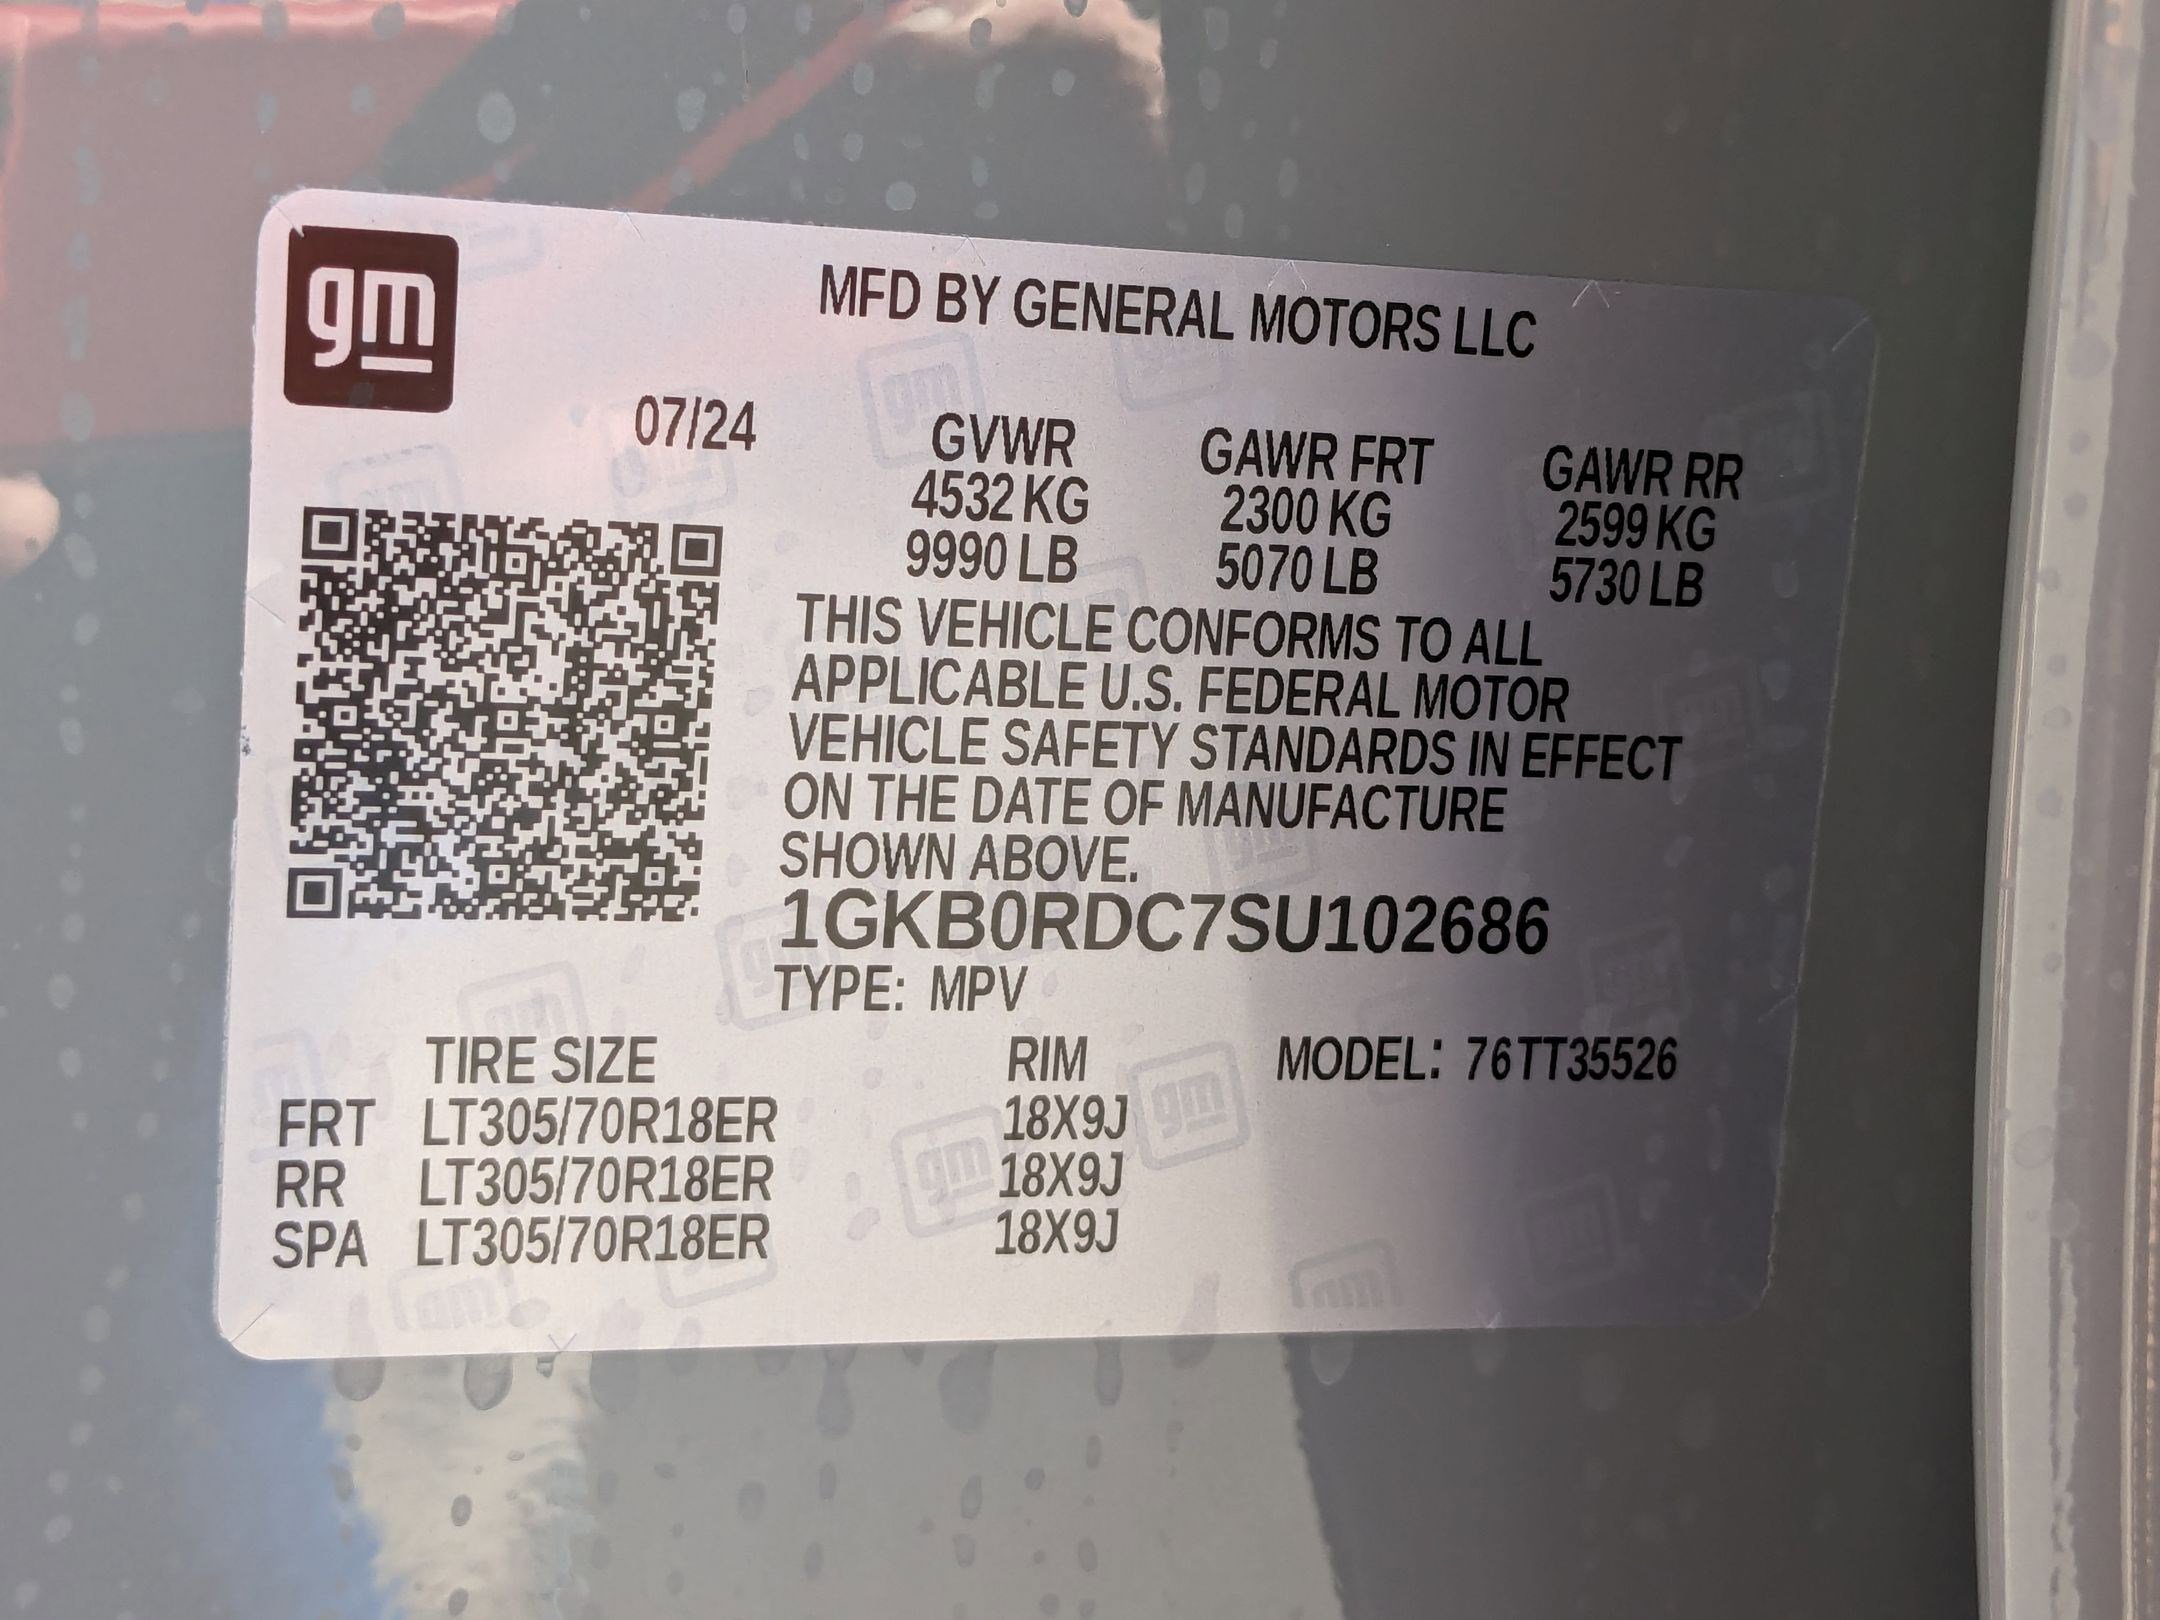 gm
MFD BY GENERAL MOTORS LLC
07/24
GVWR GAWR FRT GAWR RR
4532 KG 2300 KG 2599 KG
9990 LB 5070 LB 5730 LB
THIS VEHICLE CONFORMS TO ALL
APPLICABLE U.S. FEDERAL MOTOR
VEHICLE SAFETY STANDARDS IN EFFECT
ON THE DATE OF MANUFACTURE
SHOWN ABOVE.
1GKB0RDC7SU102686
TYPE: MPV
TIRE SIZE RIM MODEL: 76TT35526
FRT LT305/70R18ER 18X9J
RR LT305/70R18ER 18X9J
SPA LT305/70R18ER 18X9J